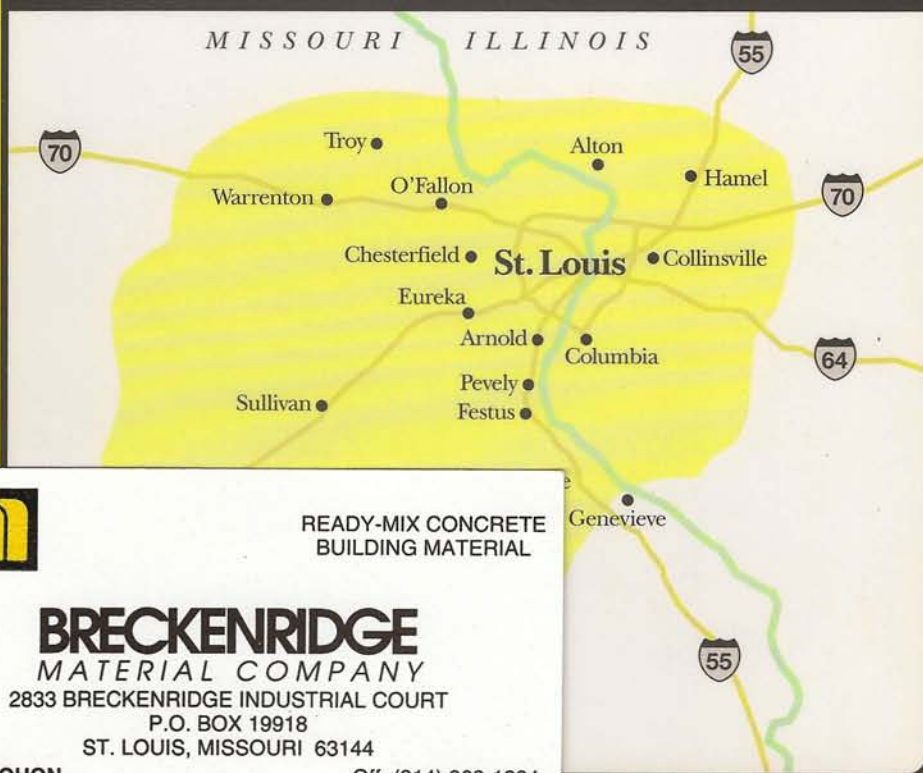 MISSOURI ILLINOIS
55
70
Troy
Alton
Hamel
Warrenton
O'Fallon
70
Chesterfield
St. Louis
Collinsville
Eureka
Arnold
Columbia
64
Pevely
Sullivan
Festus
Genevieve
55
READY-MIX CONCRETE
BUILDING MATERIAL
BRECKENRIDGE
MATERIAL COMPANY
2833 BRECKENRIDGE INDUSTRIAL COURT
P.O. BOX 19918
ST. LOUIS, MISSOURI 63144